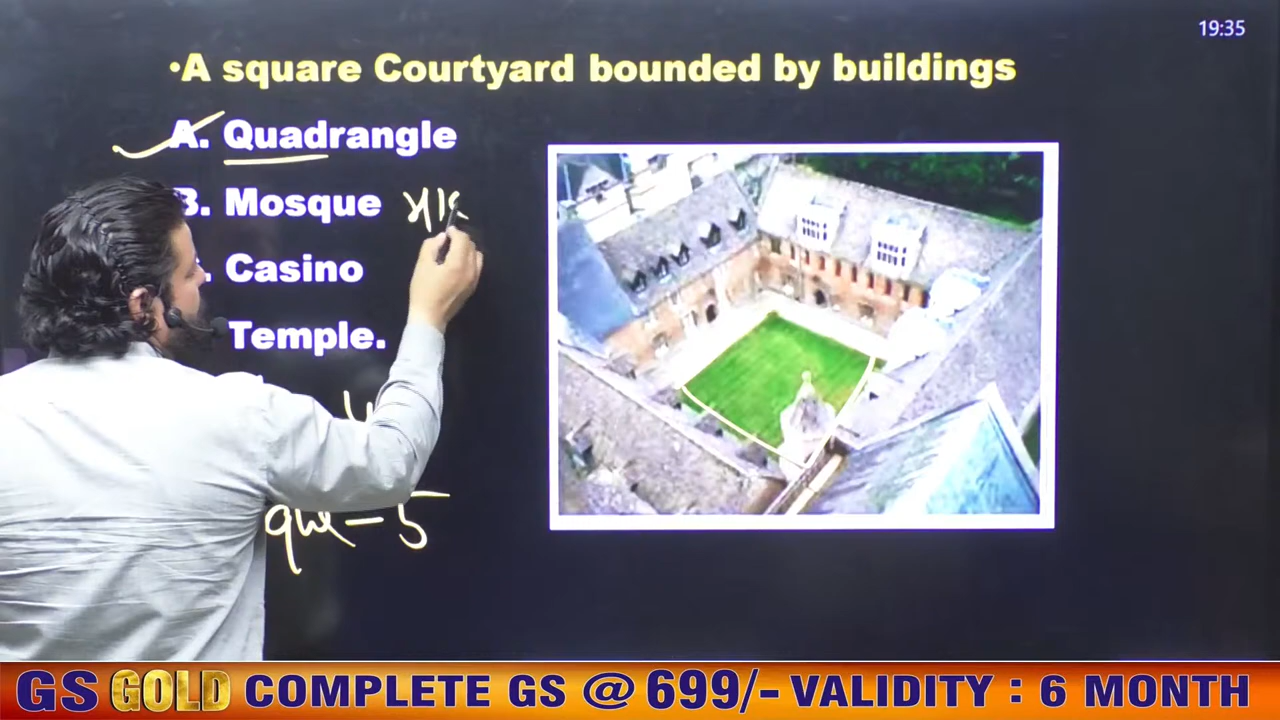 19:35
•A square Courtyard bounded by buildings
A. Quadrangle
B. Mosque
. Casino
Temple.
- 5
GS GOLD COMPLETE GS @ 699/- VALIDITY : 6 MONTH